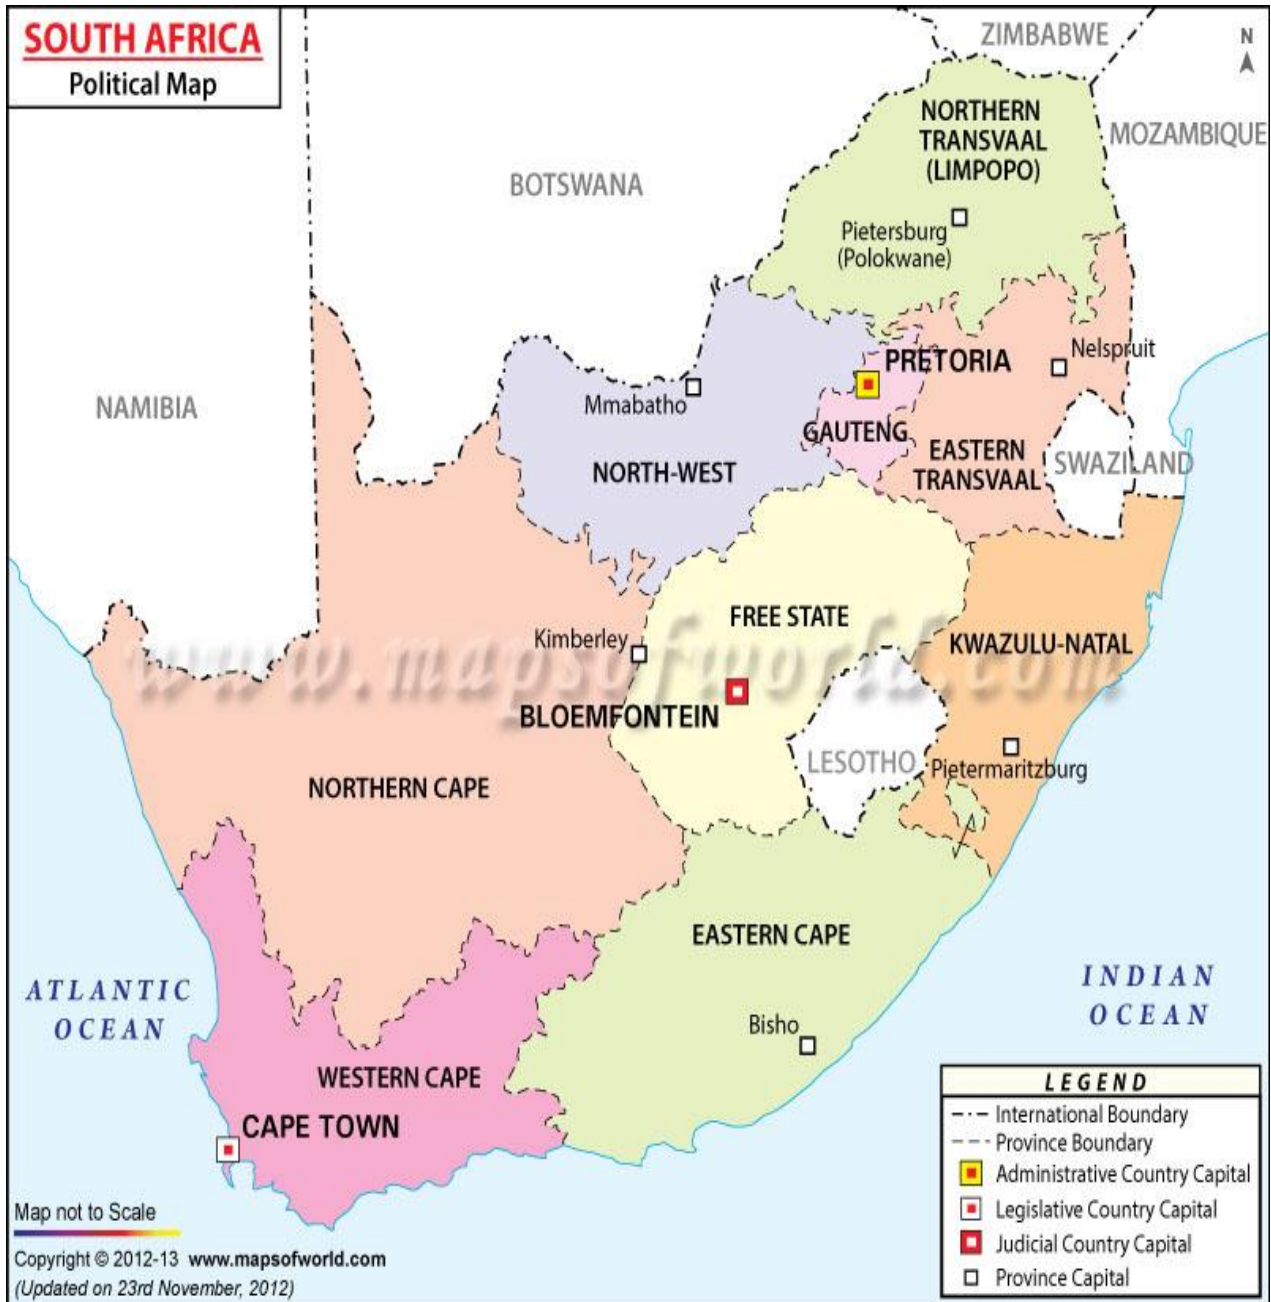 SOUTH AFRICA
Political Map
N
ZIMBABWE
MOZAMBIQUE
BOTSWANA
NAMIBIA
NORTHERN
TRANSVAAL
(LIMPOPO)
Pietersburg
(Polokwane)
PRETORIA
Nelspruit
Mmabatho
GAUTENG
NORTH-WEST
EASTERN
TRANSVAAL
SWAZILAND
FREE STATE
Kimberley
KWAZULU-NATAL
www.mapsofworld.com
BLOEMFONTEIN
LESOTHO
Pietermaritzburg
NORTHERN CAPE
EASTERN CAPE
ATLANTIC
OCEAN
INDIAN
OCEAN
Bisho
WESTERN CAPE
CAPE TOWN
LEGEND
International Boundary
Province Boundary
Administrative Country Capital
Legislative Country Capital
Judicial Country Capital
Province Capital
Map not to Scale
Copyright © 2012-13 www.mapsofworld.com
(Updated on 23rd November, 2012)